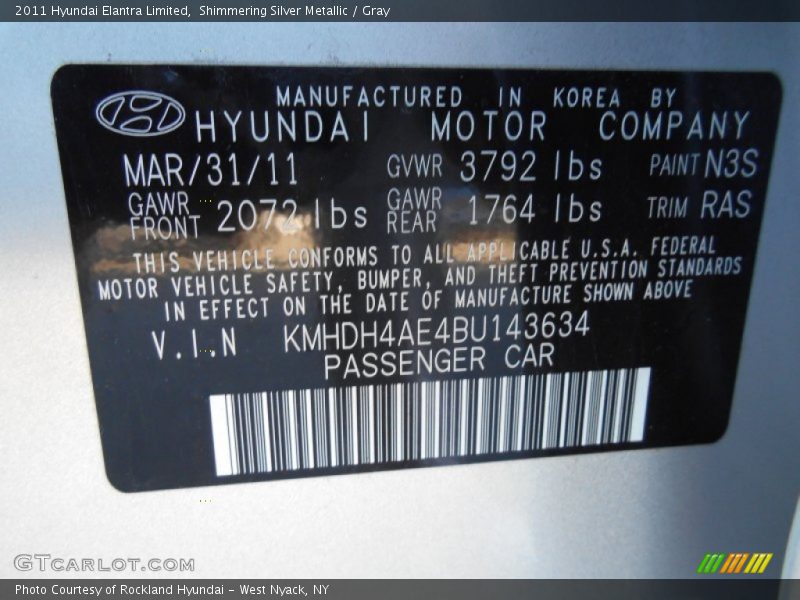 2011 Hyundai Elantra Limited,  Shimmering Silver Metallic / Gray
MANUFACTURED IN KOREA BY
HYUNDAI MOTOR COMPANY
MAR/31/11 GVWR 3792 lbs PAINT N3S
GAWR FRONT 2072 lbs GAWR REAR 1764 lbs TRIM RAS
THIS VEHICLE CONFORMS TO ALL APPLICABLE U.S.A. FEDERAL
MOTOR VEHICLE SAFETY, BUMPER, AND THEFT PREVENTION STANDARDS
IN EFFECT ON THE DATE OF MANUFACTURE SHOWN ABOVE
V.I.N KMHDH4AE4BU143634
PASSENGER CAR
GTCARLOT.COM
Photo Courtesy of Rockland Hyundai - West Nyack, NY